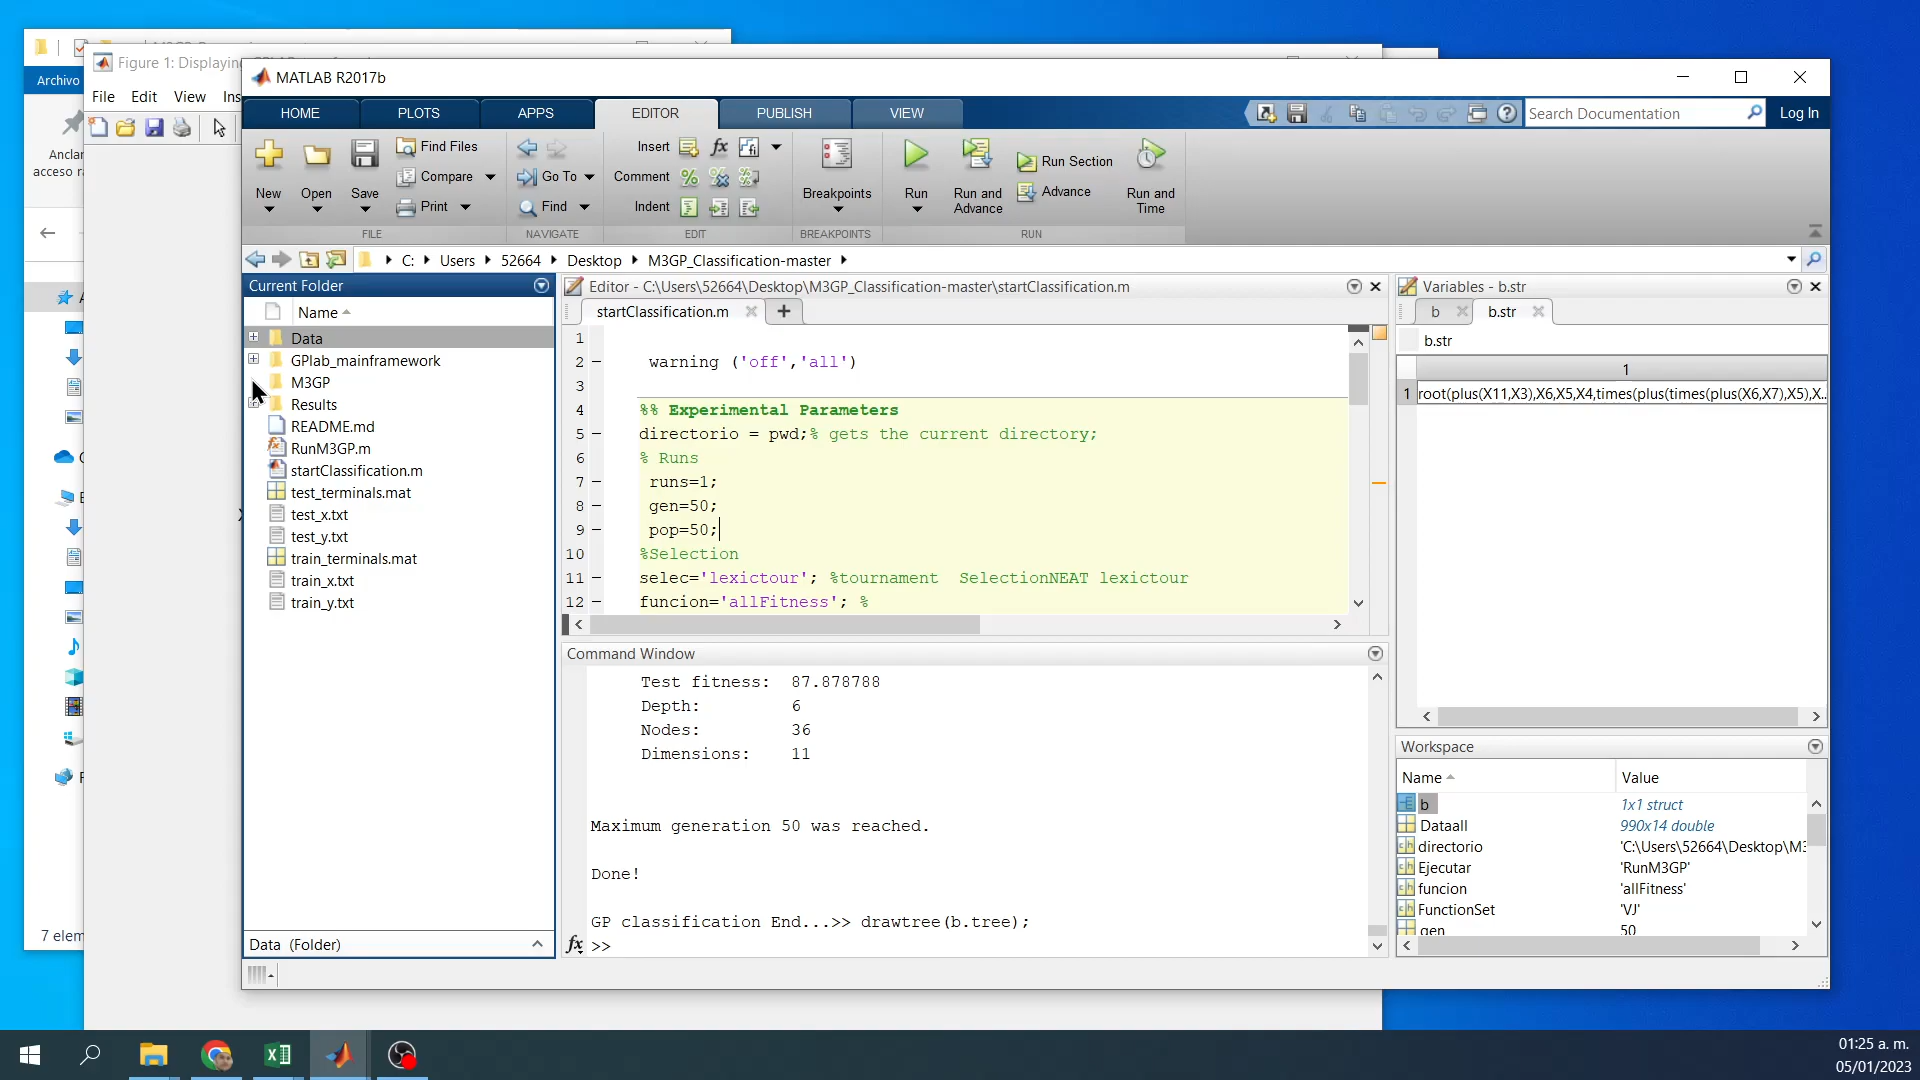 Archivo
Anclar
acceso r
7 elem
Figure 1: Displaying
File Edit View Ins
MATLAB R2017b
HOME PLOTS APPS EDITOR PUBLISH VIEW
Search Documentation
Log In
New
Open
Save
Find Files
Compare
Print
FILE
Go To
Find
NAVIGATE
Insert
Comment
Indent
EDIT
Breakpoints
BREAKPOINTS
Run
Run and
Advance
Run Section
Advance
Run and
Time
RUN
C: Users 52664 Desktop M3GP_Classification-master
Current Folder
Name
Data
GPlab_mainframework
M3GP
Results
README.md
RunM3GP.m
startClassification.m
test_terminals.mat
test_x.txt
test_y.txt
train_terminals.mat
train_x.txt
train_y.txt
Data (Folder)
Editor - C:\Users\52664\Desktop\M3GP_Classification-master\startClassification.m
startClassification.m
1
2 warning ('off','all')
3
4 %% Experimental Parameters
5 directorio = pwd;% gets the current directory;
6 % Runs
7 runs=1;
8 gen=50;
9 pop=50;
10 %Selection
11 selec='lexictour'; %tournament SelectionNEAT lexictour
12 funcion='allFitness'; %
Command Window
Test fitness: 87.878788
Depth: 6
Nodes: 36
Dimensions: 11
Maximum generation 50 was reached.
Done!
GP classification End...>> drawtree(b.tree);
fx >>
Variables - b.str
b b.str
b.str
1
1 root(plus(X11,X3),X6,X5,X4,times(plus(times(plus(X6,X7),X5),X...
Workspace
Name Value
b 1x1 struct
Dataall 990x14 double
directorio 'C:\Users\52664\Desktop\M3
Ejecutar 'RunM3GP'
funcion 'allFitness'
FunctionSet 'VJ'
gen 50
01:25 a. m.
05/01/2023